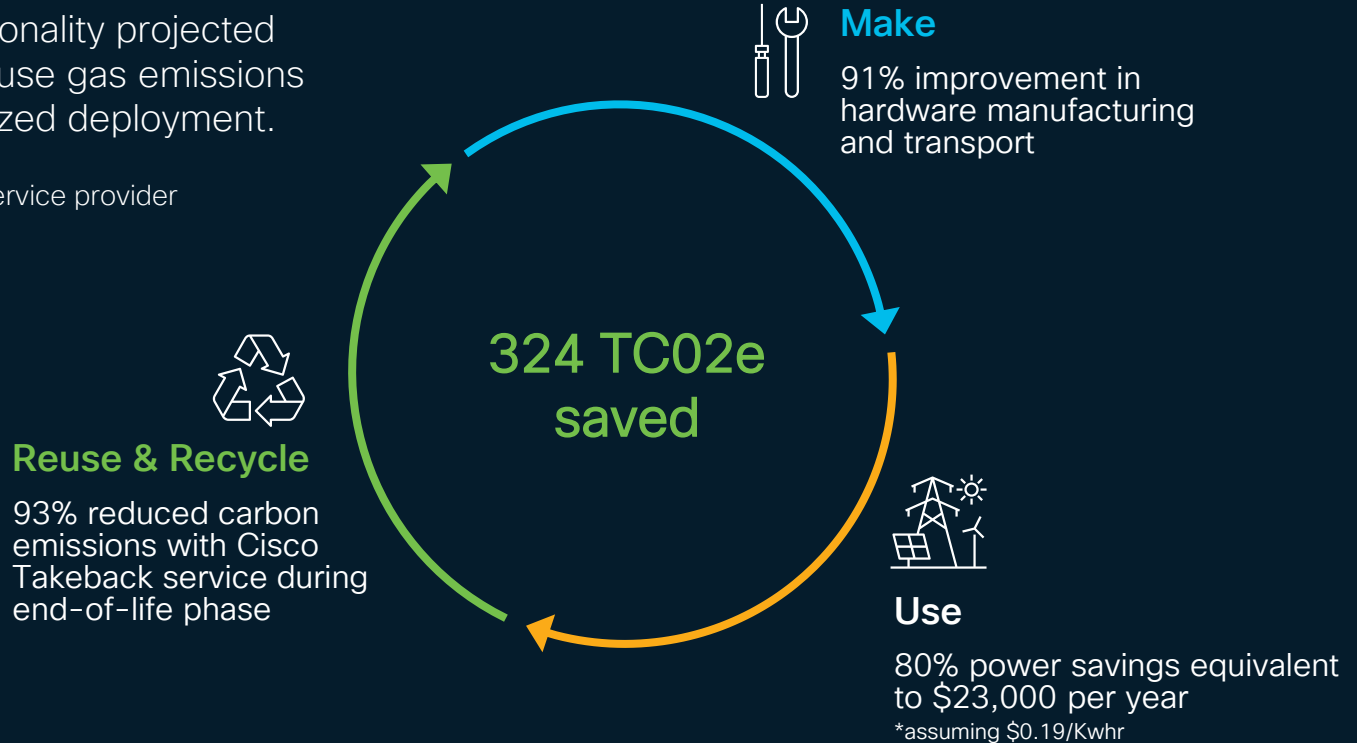 onality projected
use gas emissions
zed deployment.
ervice provider
Make
91% improvement in
hardware manufacturing
and transport
324 TC02e
saved
Reuse & Recycle
93% reduced carbon
emissions with Cisco
Takeback service during
end-of-life phase
Use
80% power savings equivalent
to $23,000 per year
*assuming $0.19/Kwhr